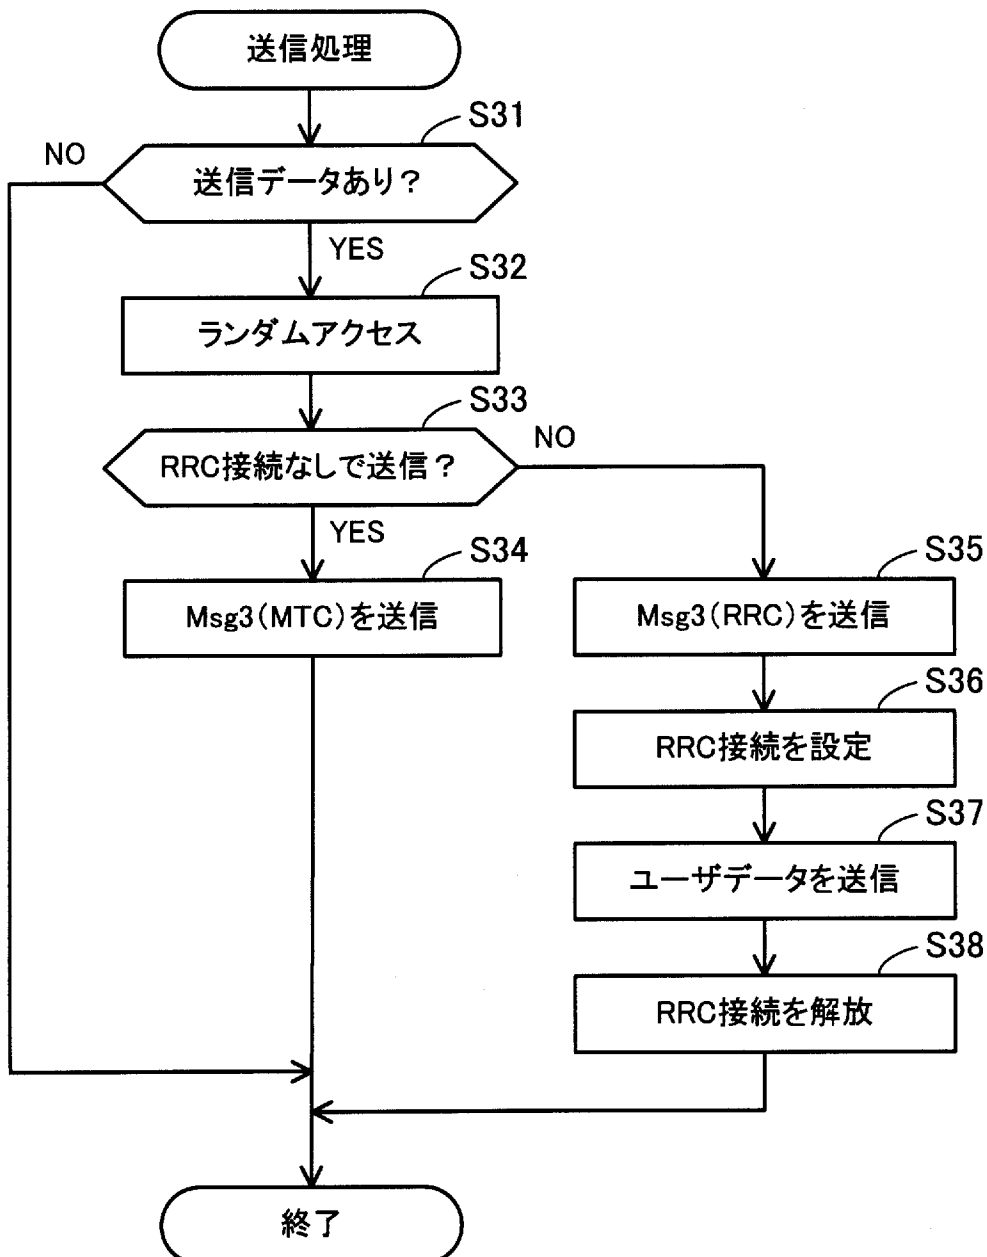 送信処理
S31
NO
送信データあり？
YES
S32
ランダムアクセス
S33
NO
RRC接続なしで送信？
YES
S34
S35
Msg3(MTC)を送信
Msg3(RRC)を送信
S36
RRC接続を設定
S37
ユーザデータを送信
S38
RRC接続を解放
終了